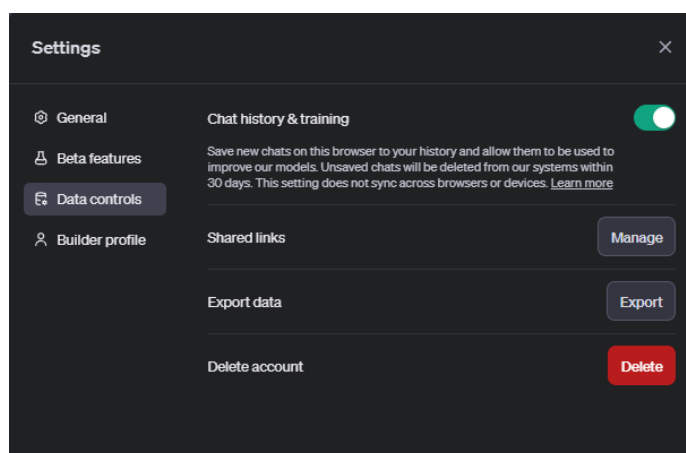 Settings
General
Beta features
Data controls
Builder profile
Chat history & training
Save new chats on this browser to your history and allow them to be used to
improve our models. Unsaved chats will be deleted from our systems within
30 days. This setting does not sync across browsers or devices. Learn more
Shared links
Manage
Export data
Export
Delete account
Delete